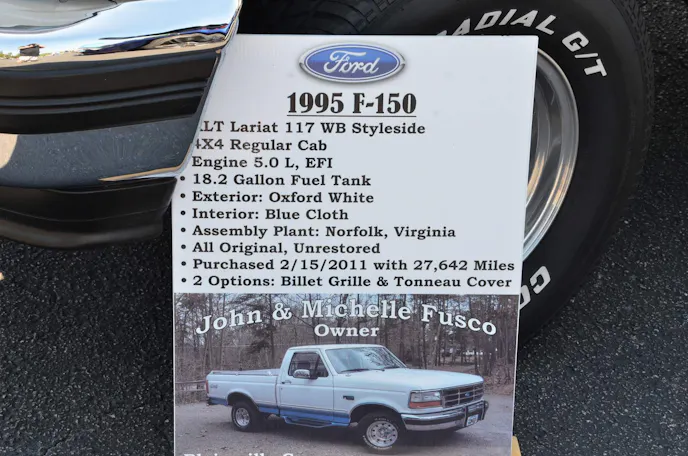 RADIAL G/T
Ford
1995 F-150
XLT Lariat 117 WB Styleside
4X4 Regular Cab
Engine 5.0 L, EFI
• 18.2 Gallon Fuel Tank
• Exterior: Oxford White
• Interior: Blue Cloth
• Assembly Plant: Norfolk, Virginia
• All Original, Unrestored
• Purchased 2/15/2011 with 27,642 Miles
• 2 Options: Billet Grille & Tonneau Cover
John & Michelle Fusco
Owner